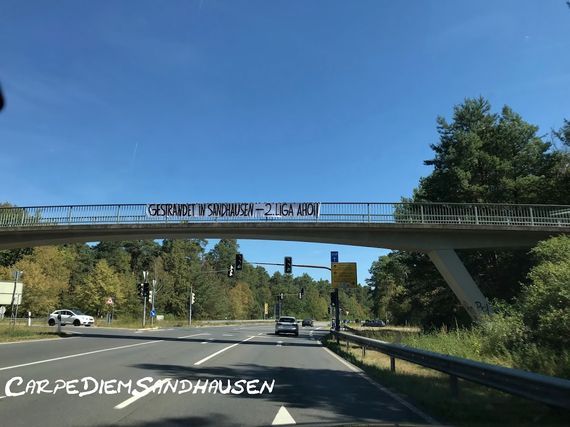 GESTRANDET IN SANDHAUSEN – 2. LIGA AHOI
CARPEDIEMSANDHAUSEN